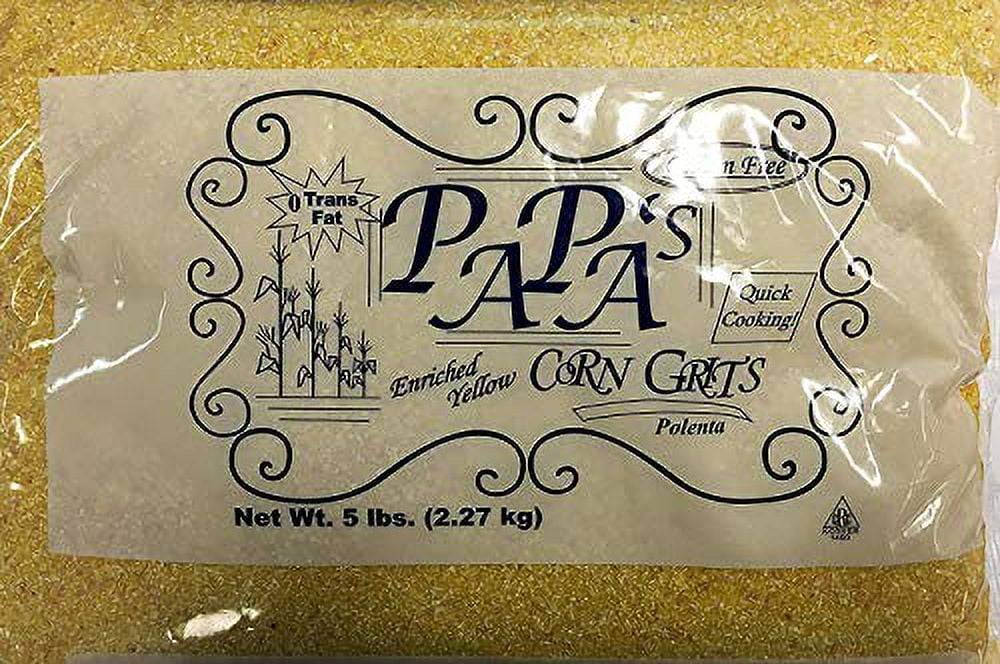 Free
0 Trans
Fat
PAPA's
Quick
Cooking!
Enriched
Yellow
CORN GRITS
Polenta
Net Wt. 5 lbs. (2.27 kg)